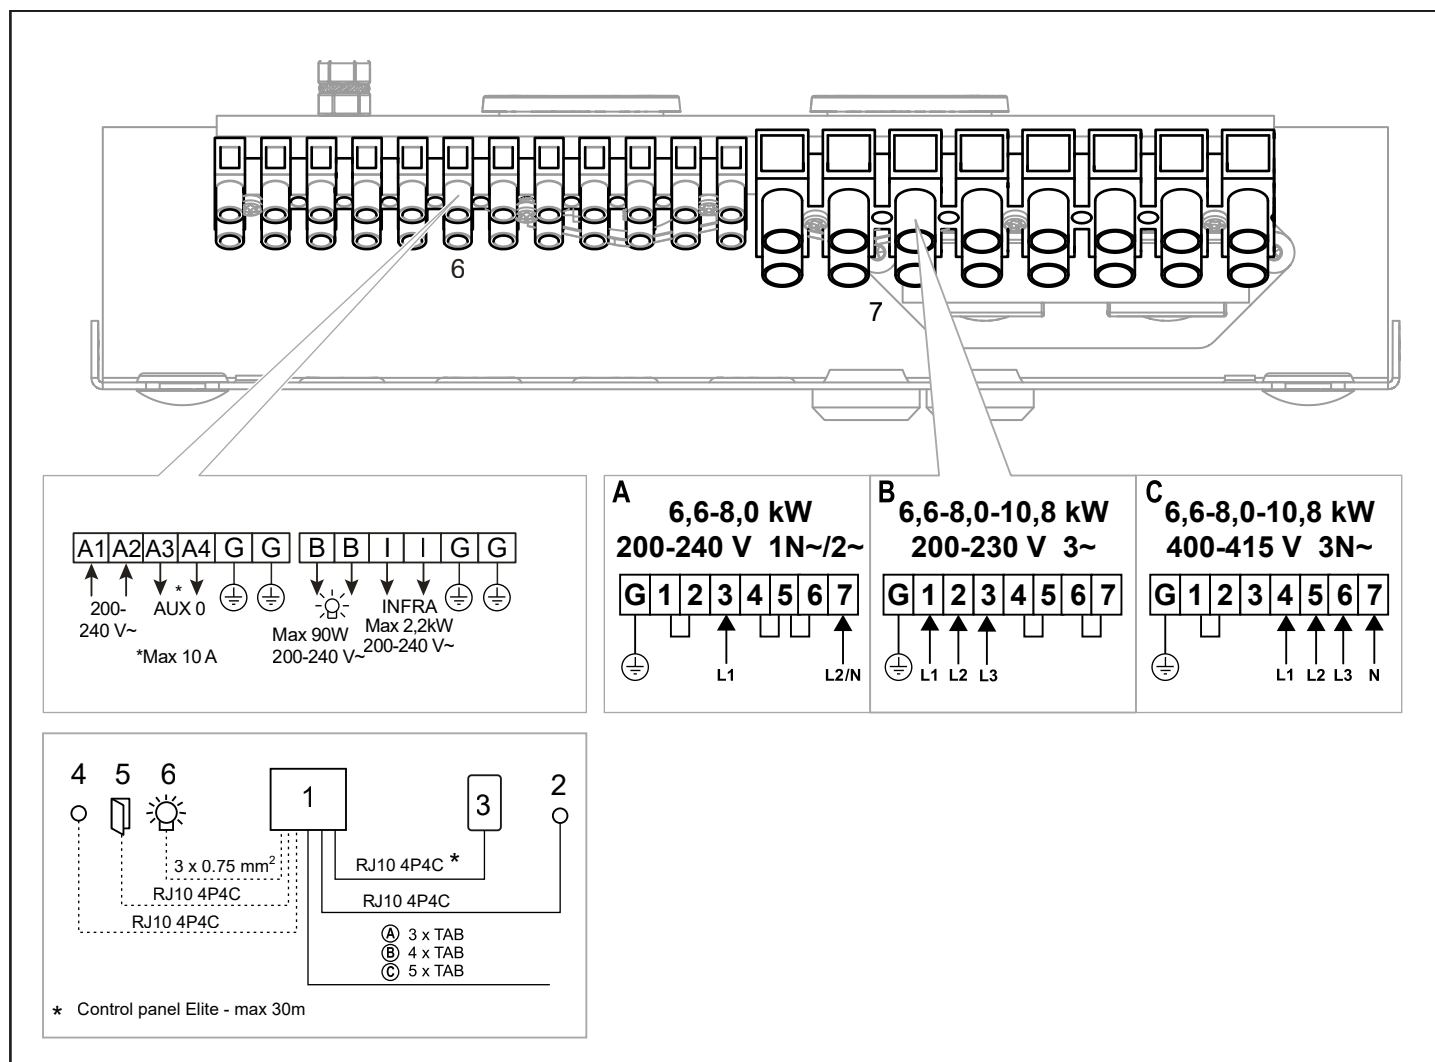 6
7
A1 A2 A3 A4 G G B B I I G G
200-
240 V~
*
AUX 0
*Max 10 A
Max 90W
200-240 V~
INFRA
Max 2,2kW
200-240 V~
A
6,6-8,0 kW
200-240 V 1N~/2~
G 1 2 3 4 5 6 7
L1 L2/N
B
6,6-8,0-10,8 kW
200-230 V 3~
G 1 2 3 4 5 6 7
L1 L2 L3
C
6,6-8,0-10,8 kW
400-415 V 3N~
G 1 2 3 4 5 6 7
L1 L2 L3 N
4 5 6 1 3 2
3 x 0.75 mm²
RJ10 4P4C *
RJ10 4P4C
RJ10 4P4C
RJ10 4P4C
A 3 x TAB
B 4 x TAB
C 5 x TAB
* Control panel Elite - max 30m